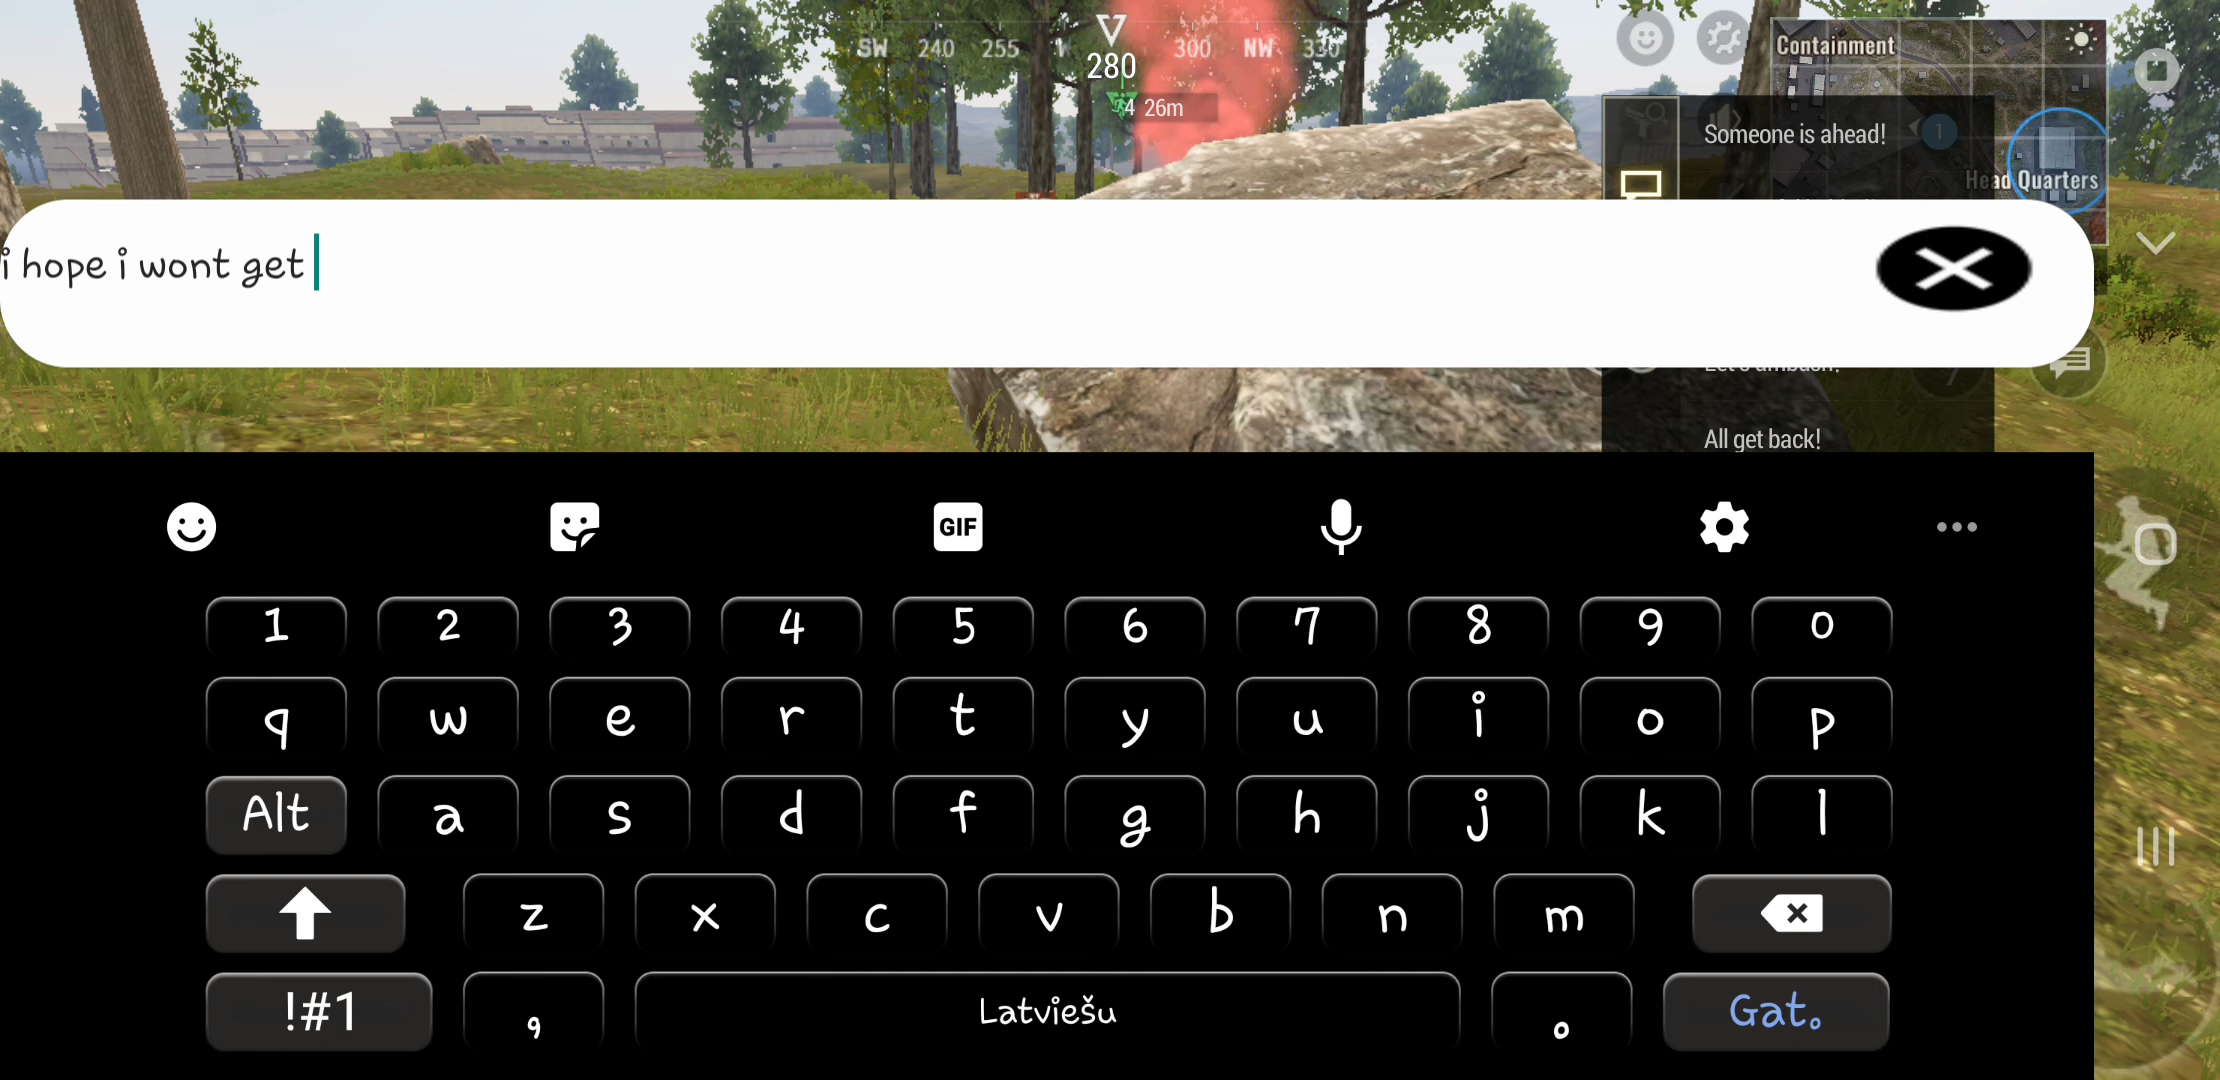 SW 240 255 300 NW 330
280
4 26m
Containment
Someone is ahead!
1
Head Quarters
i hope i wont get
All get back!
GIF
1 2 3 4 5 6 7 8 9 0
q w e r t y u i o p
Alt a s d f g h j k l
z x c v b n m
!#1 , Latviešu . Gat.